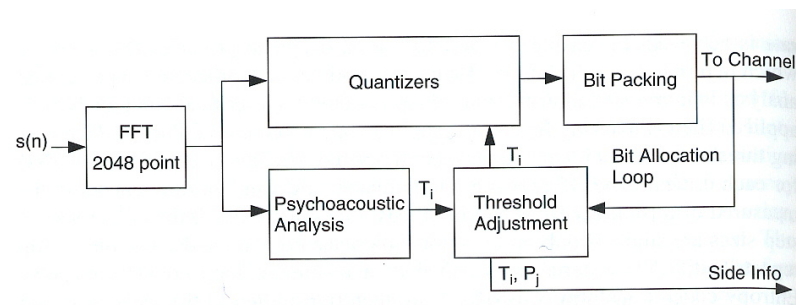 s(n)
FFT
2048 point
Quantizers
Bit Packing
To Channel
Psychoacoustic
Analysis
Ti
Ti
Threshold
Adjustment
Bit Allocation
Loop
Ti, Pj
Side Info